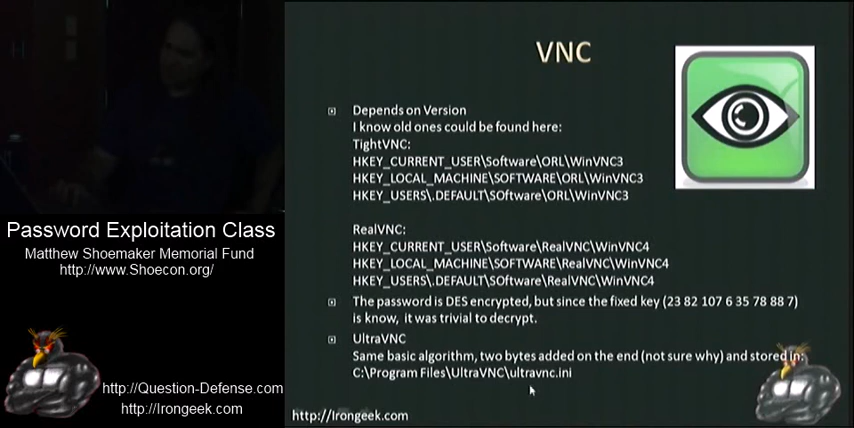 VNC
Depends on Version
I know old ones could be found here:
TightVNC:
HKEY_CURRENT_USER\Software\ORL\WinVNC3
HKEY_LOCAL_MACHINE\SOFTWARE\ORL\WinVNC3
HKEY_USERS\.DEFAULT\SOftware\ORL\WinVNC3
RealVNC:
HKEY_CURRENT_USER\Software\RealVNC\WinVNC4
HKEY_LOCAL_MACHINE\SOFTWARE\RealVNC\WinVNC4
HKEY_USERS\.DEFAULT\SOftware\RealVNC\WinVNC4
The password is DES encrypted, but since the fixed key (23 82 107 6 35 78 88 7)
is know, it was trivial to decrypt.
UltraVNC
Same basic algorithm, two bytes added on the end (not sure why) and stored in:
C:\Program Files\UltraVNC\ultravnc.ini
http://Irongeek.com
Password Exploitation Class
Matthew Shoemaker Memorial Fund
http://www.Shoecon.org/
http://Question-Defense.com
http://Irongeek.com